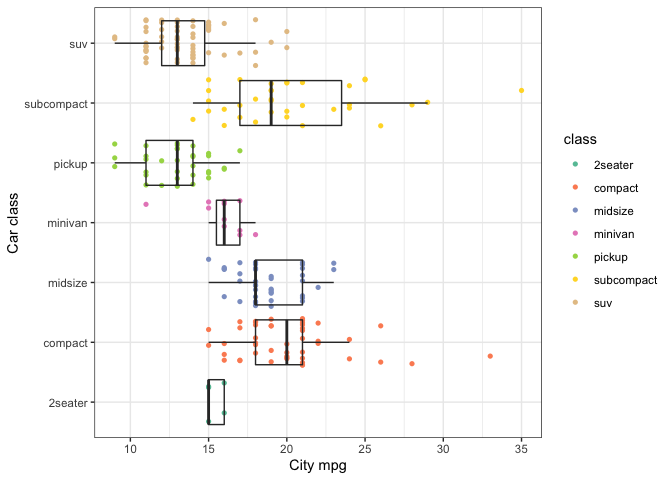 suv
subcompact
pickup
minivan
midsize
compact
2seater
Car class
10 15 20 25 30 35
City mpg
class
2seater
compact
midsize
minivan
pickup
subcompact
suv